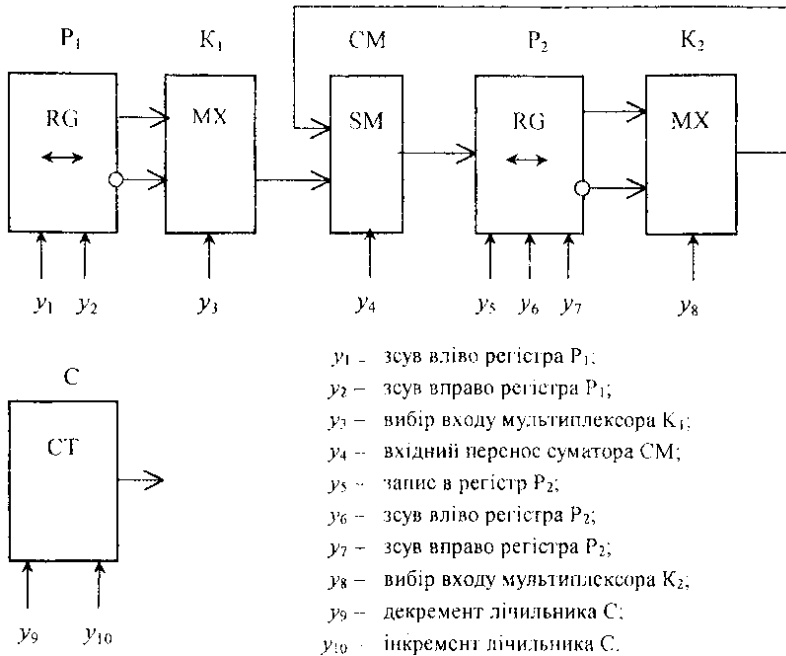 P₁ K₁ CM P₂ K₂
RG MX SM RG MX
y₁ y₂ y₃ y₄ y₅ y₆ y₇ y₈
C
CT
y₉ y₁₀
y₁ – зсув вліво регістра P₁;
y₂ – зсув вправо регістра P₁;
y₃ – вибір входу мультиплексора K₁;
y₄ – вхідний перенос суматора СМ;
y₅ – запис в регістр P₂;
y₆ – зсув вліво регістра P₂;
y₇ – зсув вправо регістра P₂;
y₈ – вибір входу мультиплексора K₂;
y₉ – декремент лічильника С;
y₁₀ – інкремент лічильника С.